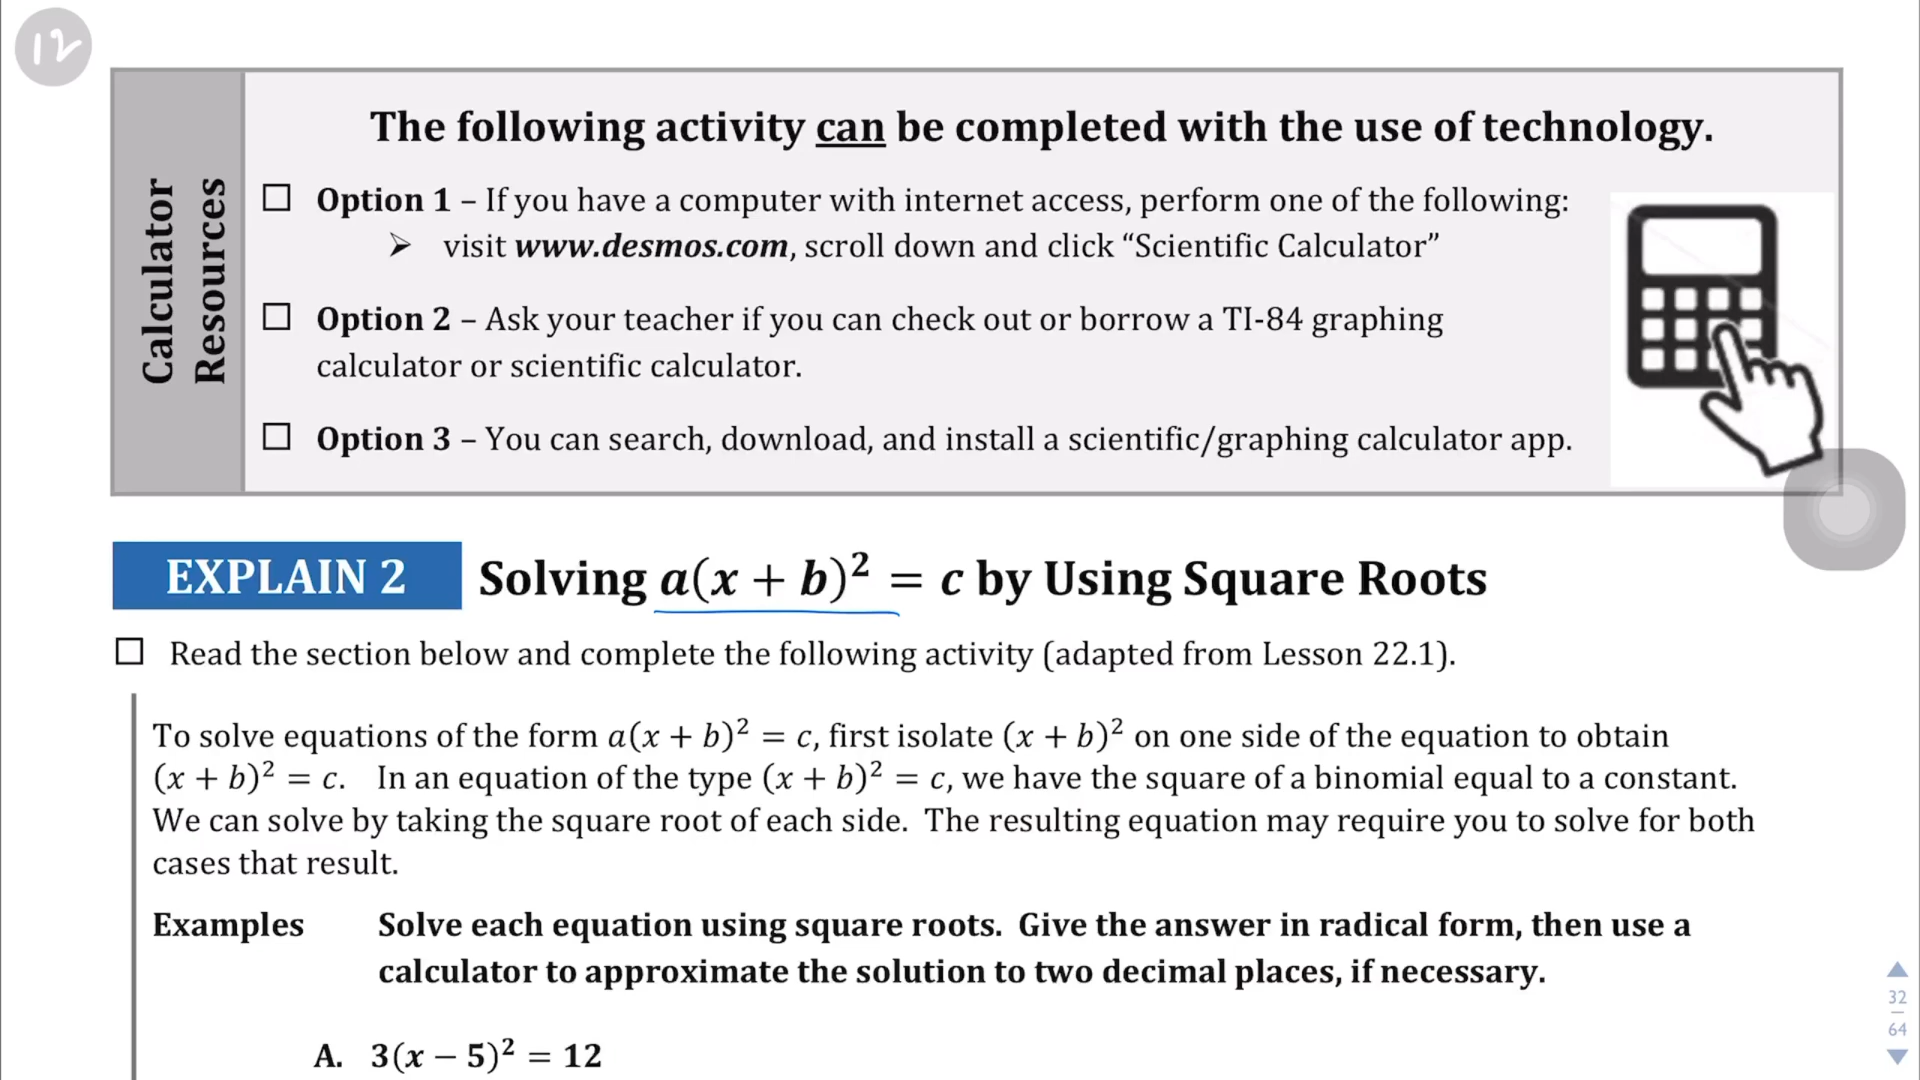 12
The following activity can be completed with the use of technology.
Calculator
Resources
☐ Option 1 – If you have a computer with internet access, perform one of the following:
➢ visit www.desmos.com, scroll down and click “Scientific Calculator”
☐ Option 2 – Ask your teacher if you can check out or borrow a TI-84 graphing
calculator or scientific calculator.
☐ Option 3 – You can search, download, and install a scientific/graphing calculator app.
EXPLAIN 2 Solving a(x + b)² = c by Using Square Roots
☐ Read the section below and complete the following activity (adapted from Lesson 22.1).
To solve equations of the form a(x + b)² = c, first isolate (x + b)² on one side of the equation to obtain
(x + b)² = c. In an equation of the type (x + b)² = c, we have the square of a binomial equal to a constant.
We can solve by taking the square root of each side. The resulting equation may require you to solve for both
cases that result.
Examples Solve each equation using square roots. Give the answer in radical form, then use a
calculator to approximate the solution to two decimal places, if necessary.
A. 3(x − 5)² = 12
32
64